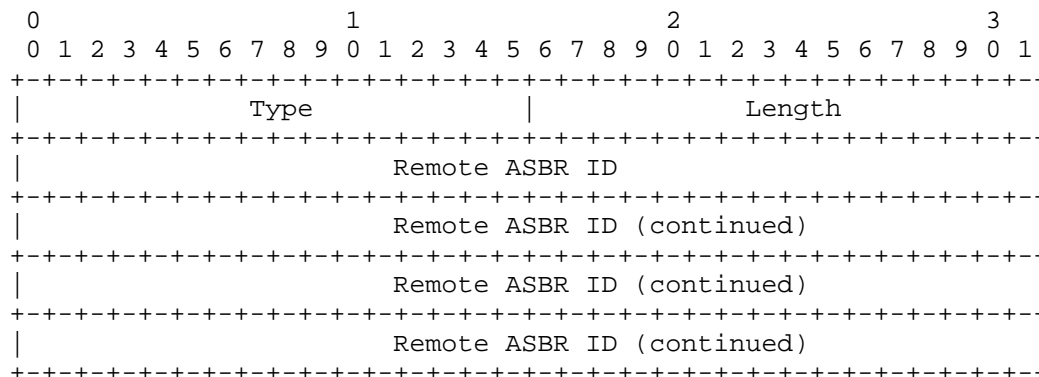 0                   1                   2                   3
 0 1 2 3 4 5 6 7 8 9 0 1 2 3 4 5 6 7 8 9 0 1 2 3 4 5 6 7 8 9 0 1
+-+-+-+-+-+-+-+-+-+-+-+-+-+-+-+-+-+-+-+-+-+-+-+-+-+-+-+-+-+-+-+-
|              Type             |             Length
+-+-+-+-+-+-+-+-+-+-+-+-+-+-+-+-+-+-+-+-+-+-+-+-+-+-+-+-+-+-+-+-
|                       Remote ASBR ID
+-+-+-+-+-+-+-+-+-+-+-+-+-+-+-+-+-+-+-+-+-+-+-+-+-+-+-+-+-+-+-+-
|                       Remote ASBR ID (continued)
+-+-+-+-+-+-+-+-+-+-+-+-+-+-+-+-+-+-+-+-+-+-+-+-+-+-+-+-+-+-+-+-
|                       Remote ASBR ID (continued)
+-+-+-+-+-+-+-+-+-+-+-+-+-+-+-+-+-+-+-+-+-+-+-+-+-+-+-+-+-+-+-+-
|                       Remote ASBR ID (continued)
+-+-+-+-+-+-+-+-+-+-+-+-+-+-+-+-+-+-+-+-+-+-+-+-+-+-+-+-+-+-+-+-